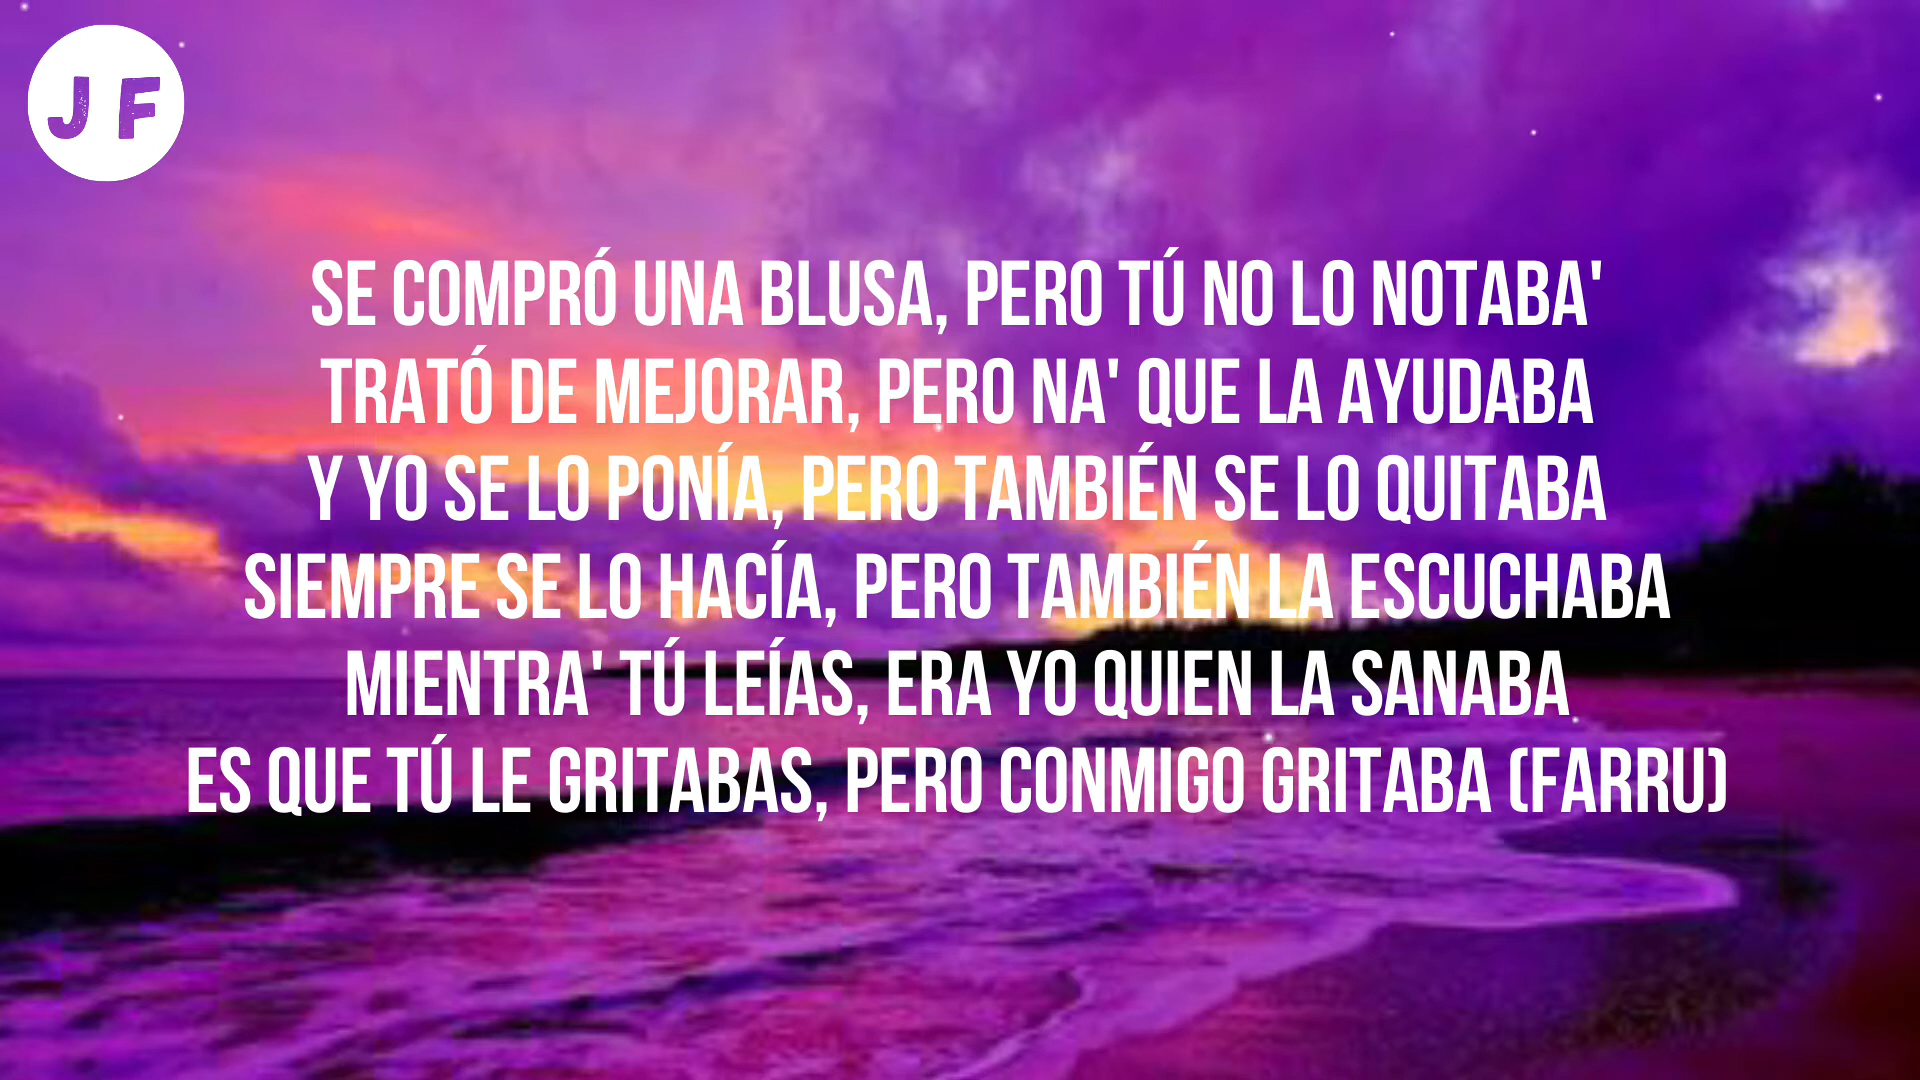 J F
SE COMPRÓ UNA BLUSA, PERO TÚ NO LO NOTABA'
TRATÓ DE MEJORAR, PERO NA' QUE LA AYUDABA
Y YO SE LO PONÍA, PERO TAMBIÉN SE LO QUITABA
SIEMPRE SE LO HACÍA, PERO TAMBIÉN LA ESCUCHABA
MIENTRA' TÚ LEÍAS, ERA YO QUIEN LA SANABA
ES QUE TÚ LE GRITABAS, PERO CONMIGO GRITABA (FARRU)